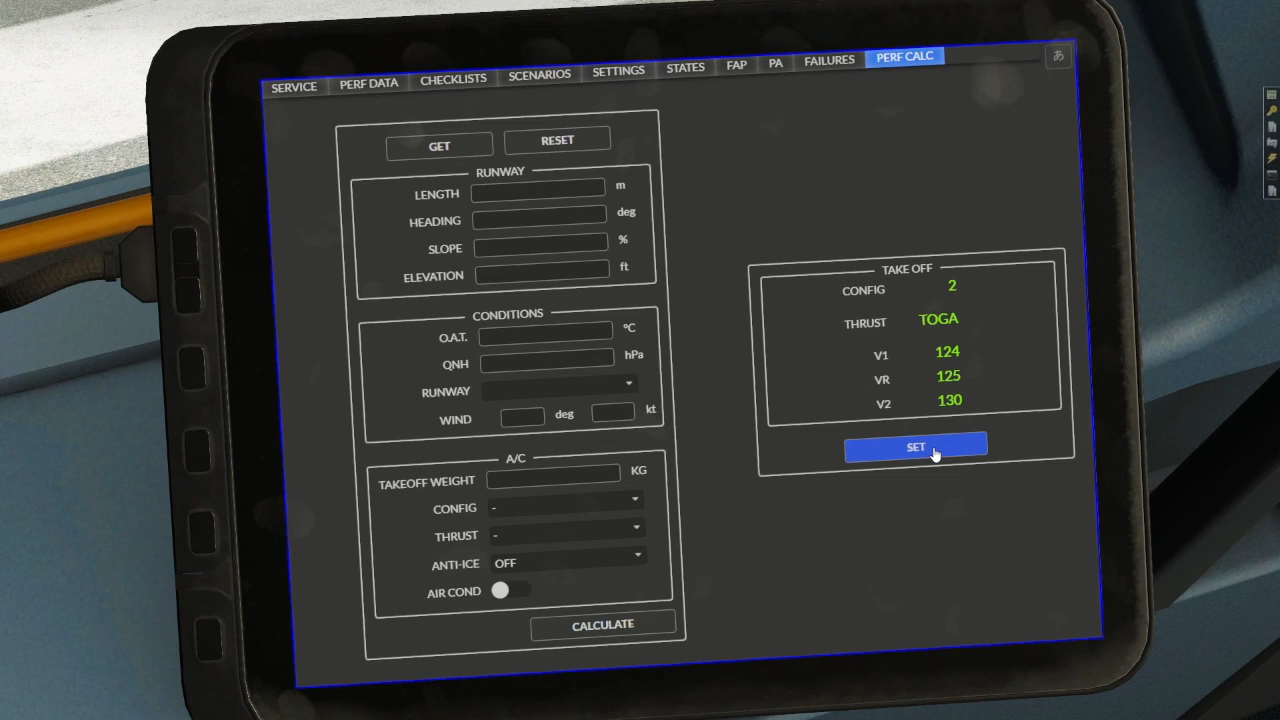 SERVICE PERF DATA CHECKLISTS SCENARIOS SETTINGS STATES FAP PA FAILURES PERF CALC あ
GET RESET
RUNWAY
LENGTH m
HEADING deg
SLOPE %
ELEVATION ft
CONDITIONS
O.A.T. °C
QNH hPa
RUNWAY
WIND deg kt
A/C
TAKEOFF WEIGHT KG
CONFIG -
THRUST -
ANTI-ICE OFF
AIR COND
CALCULATE
TAKE OFF
CONFIG 2
THRUST TOGA
V1 124
VR 125
V2 130
SET